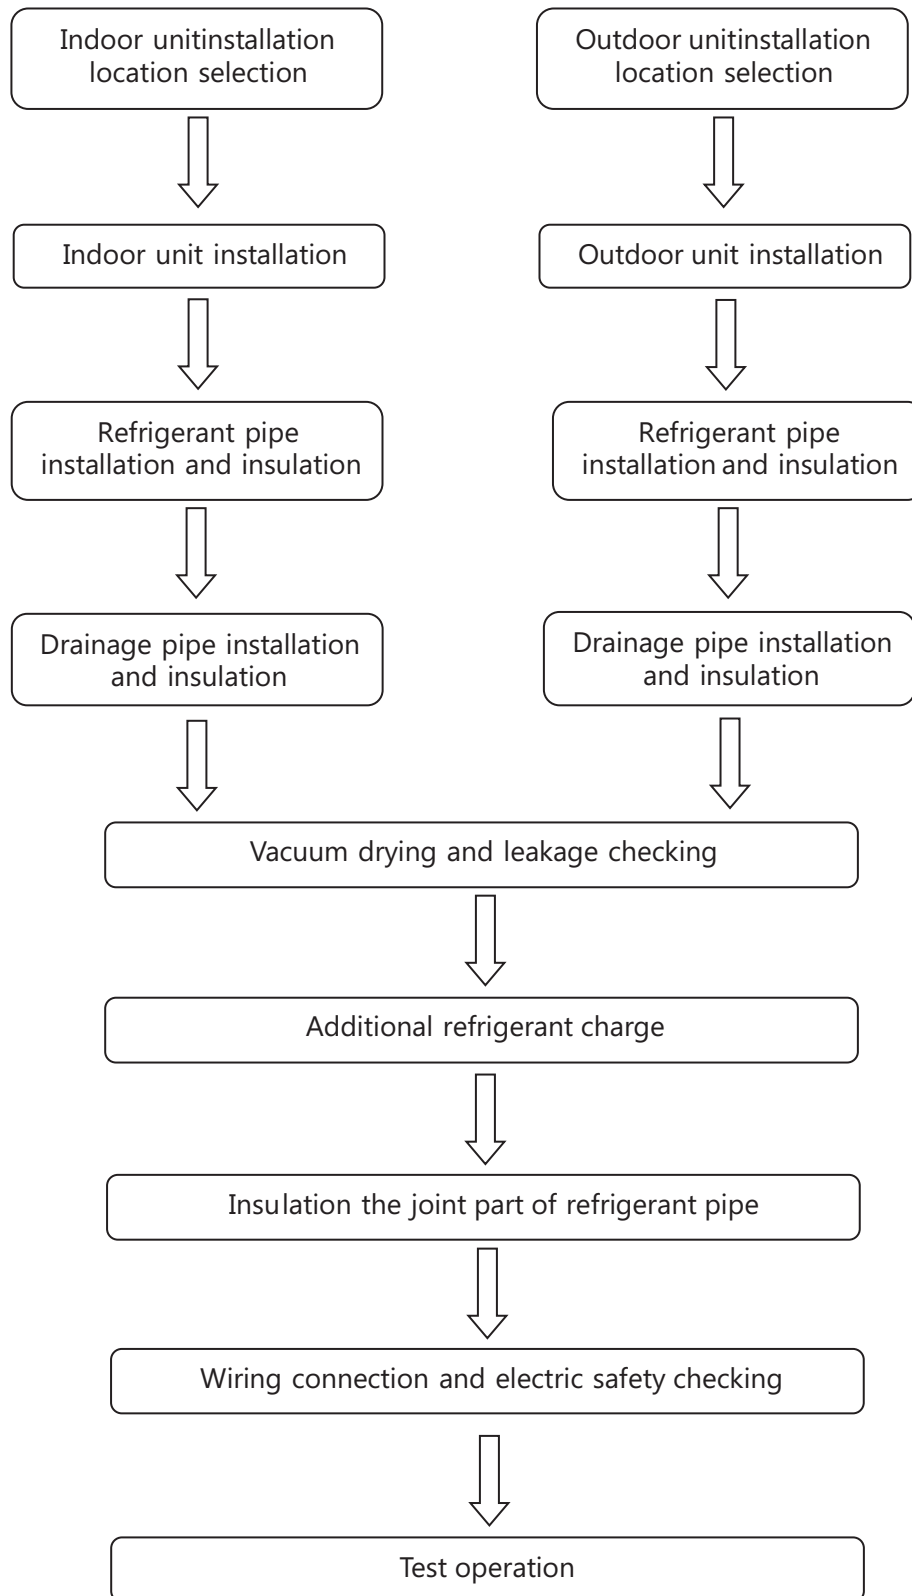 Indoor unitinstallation
location selection
Outdoor unitinstallation
location selection
Indoor unit installation
Outdoor unit installation
Refrigerant pipe
installation and insulation
Refrigerant pipe
installation and insulation
Drainage pipe installation
and insulation
Drainage pipe installation
and insulation
Vacuum drying and leakage checking
Additional refrigerant charge
Insulation the joint part of refrigerant pipe
Wiring connection and electric safety checking
Test operation